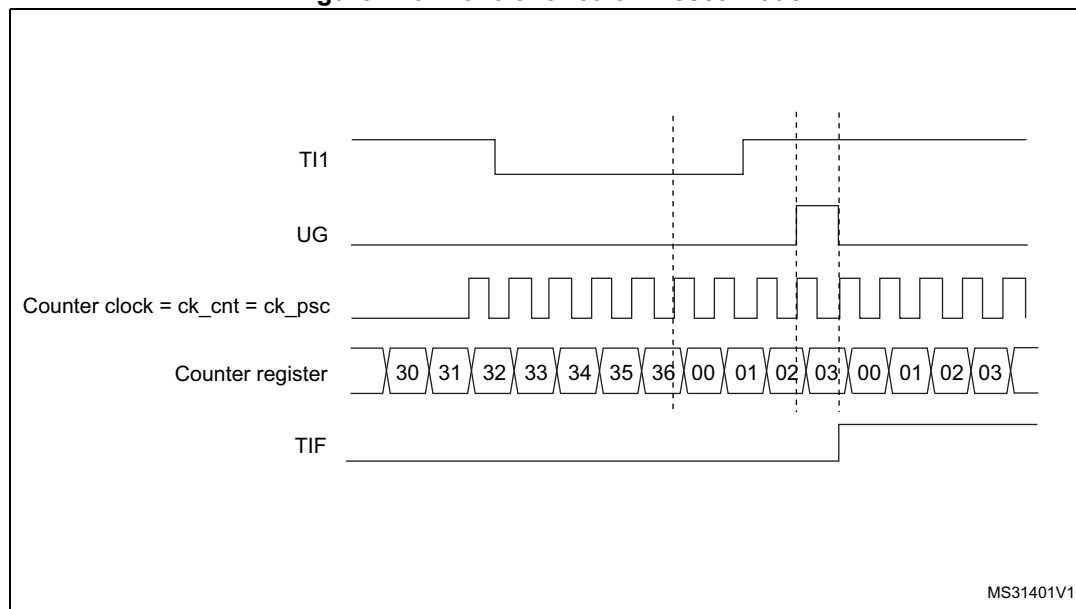 TI1
UG
Counter clock = ck_cnt = ck_psc
Counter register 30 31 32 33 34 35 36 00 01 02 03 00 01 02 03
TIF
MS31401V1